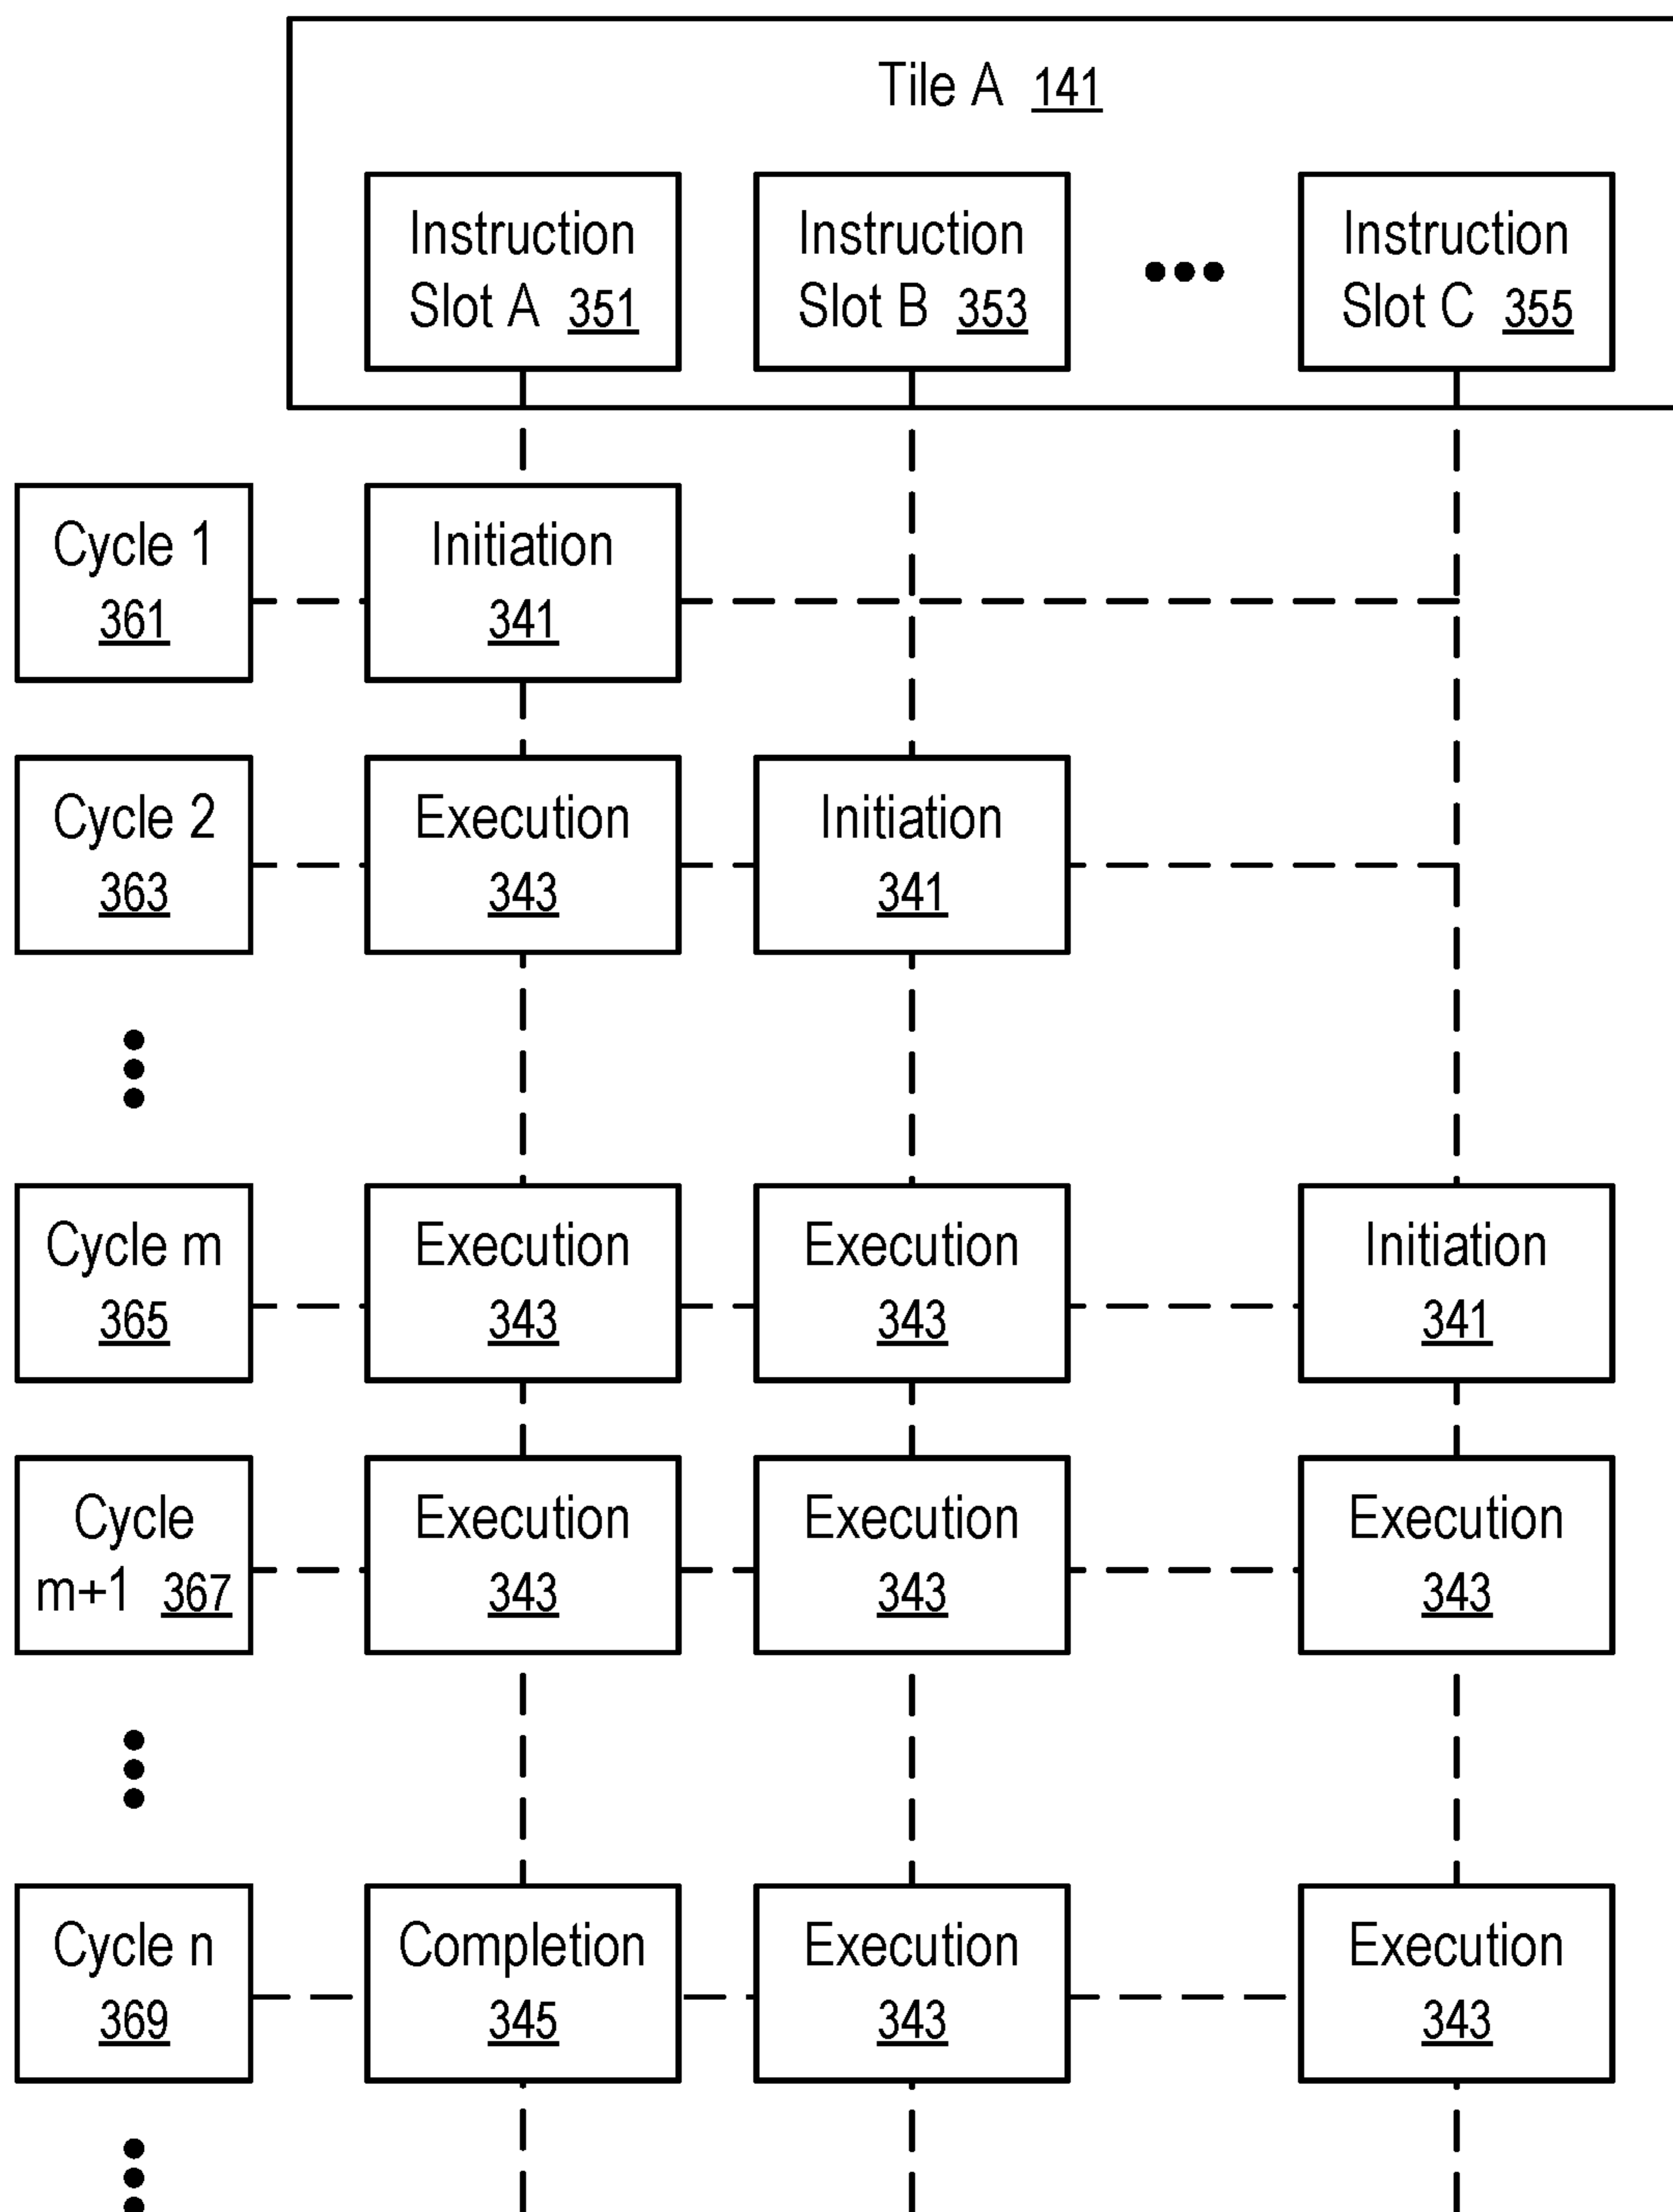 Tile A 141
Instruction
Slot A 351
Instruction
Slot B 353
Instruction
Slot C 355
Cycle 1
361
Initiation
341
Cycle 2
363
Execution
343
Initiation
341
Cycle m
365
Execution
343
Execution
343
Initiation
341
Cycle
m+1 367
Execution
343
Execution
343
Execution
343
Cycle n
369
Completion
345
Execution
343
Execution
343